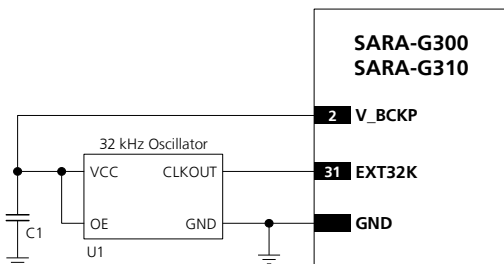 SARA-G300
SARA-G310
2 V_BCKP
32 kHz Oscillator
VCC CLKOUT
31 EXT32K
OE GND
GND
C1
U1